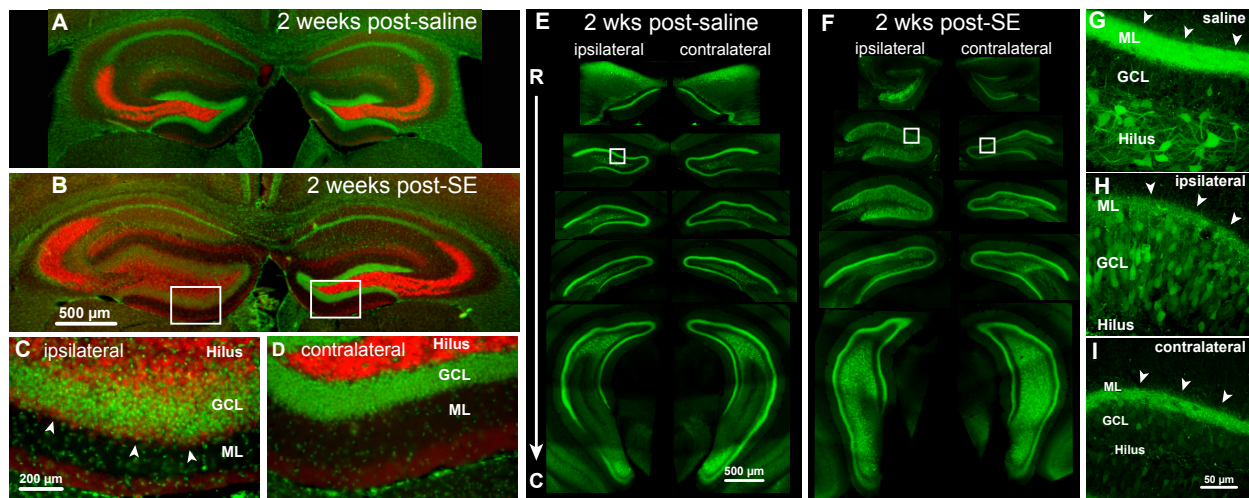 A 2 weeks post-saline
B 2 weeks post-SE
500 µm
C ipsilateral Hilus
GCL
ML
200 µm
D contralateral Hilus
GCL
ML
E 2 wks post-saline
ipsilateral contralateral
R
C
500 µm
F 2 wks post-SE
ipsilateral contralateral
G saline
ML
GCL
Hilus
H ipsilateral
ML
GCL
Hilus
I contralateral
ML
GCL
Hilus
50 µm